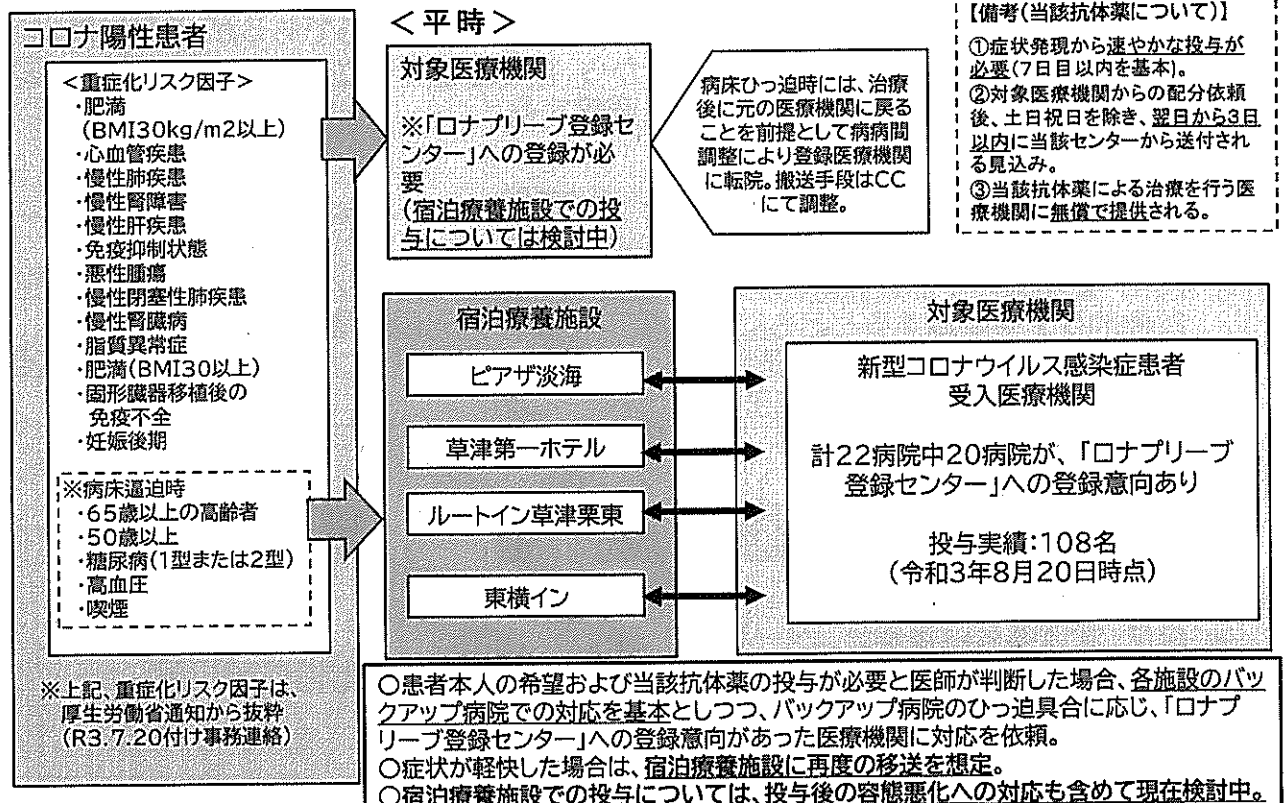 コロナ陽性患者
<重症化リスク因子>
・肥満
(BMI30kg/m2以上)
・心血管疾患
・慢性肺疾患
・慢性腎障害
・慢性肝疾患
・免疫抑制状態
・悪性腫瘍
・慢性閉塞性肺疾患
・慢性腎臓病
・脂質異常症
・肥満(BMI30以上)
・固形臓器移植後の
免疫不全
・妊娠後期
※病床逼迫時
・65歳以上の高齢者
・50歳以上
・糖尿病(1型または2型)
・高血圧
・喫煙
※上記、重症化リスク因子は、
厚生労働省通知から抜粋
(R3.7.20付け事務連絡)
<平時>
対象医療機関
※「ロナプリーブ登録セ
ンター」への登録が必
要
(宿泊療養施設での投
与については検討中)
病床ひっ迫時には、治療
後に元の医療機関に戻る
ことを前提として病病間
調整により登録医療機関
に転院。搬送手段はCC
にて調整。
【備考(当該抗体薬について)】
①症状発現から速やかな投与が
必要(7日目以内を基本)。
②対象医療機関からの配分依頼
後、土日祝日を除き、翌日から3日
以内に当該センターから送付され
る見込み。
③当該抗体薬による治療を行う医
療機関に無償で提供される。
宿泊療養施設
ピアザ淡海
草津第一ホテル
ルートイン草津栗東
東横イン
対象医療機関
新型コロナウイルス感染症患者
受入医療機関
計22病院中20病院が、「ロナプリーブ
登録センター」への登録意向あり
投与実績:108名
(令和3年8月20日時点)
○患者本人の希望および当該抗体薬の投与が必要と医師が判断した場合、各施設のバッ
クアップ病院での対応を基本としつつ、バックアップ病院のひっ迫具合に応じ、「ロナプ
リーブ登録センター」への登録意向があった医療機関に対応を依頼。
○症状が軽快した場合は、宿泊療養施設に再度の移送を想定。
○宿泊療養施設での投与については、投与後の容態悪化への対応も含めて現在検討中。